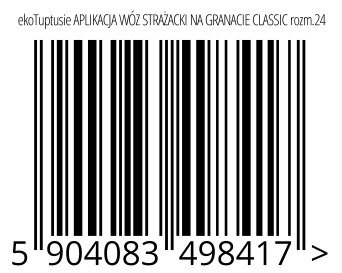 ekoTuptusie APLIKACJA WÓZ STRAŻACKI NA GRANACIE CLASSIC rozm.24
5 904083 498417 >